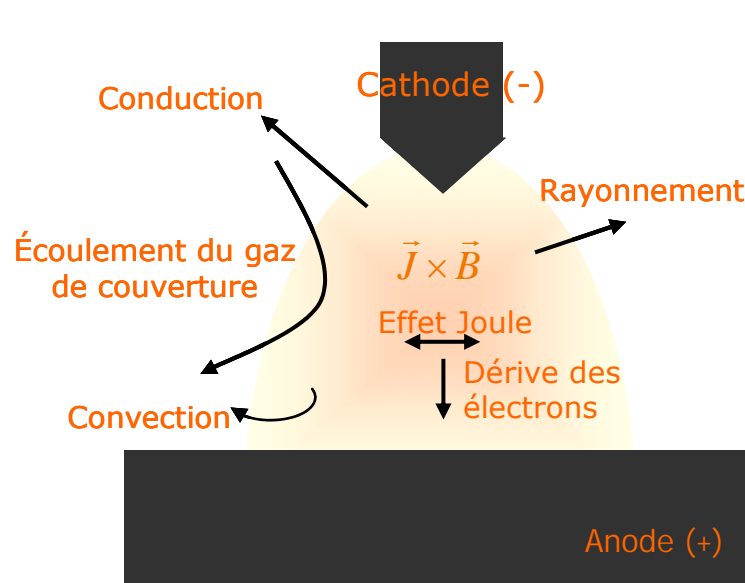 Cathode (-)
Conduction
Rayonnement
Écoulement du gaz
de couverture
J × B
Effet Joule
Dérive des
électrons
Convection
Anode (+)